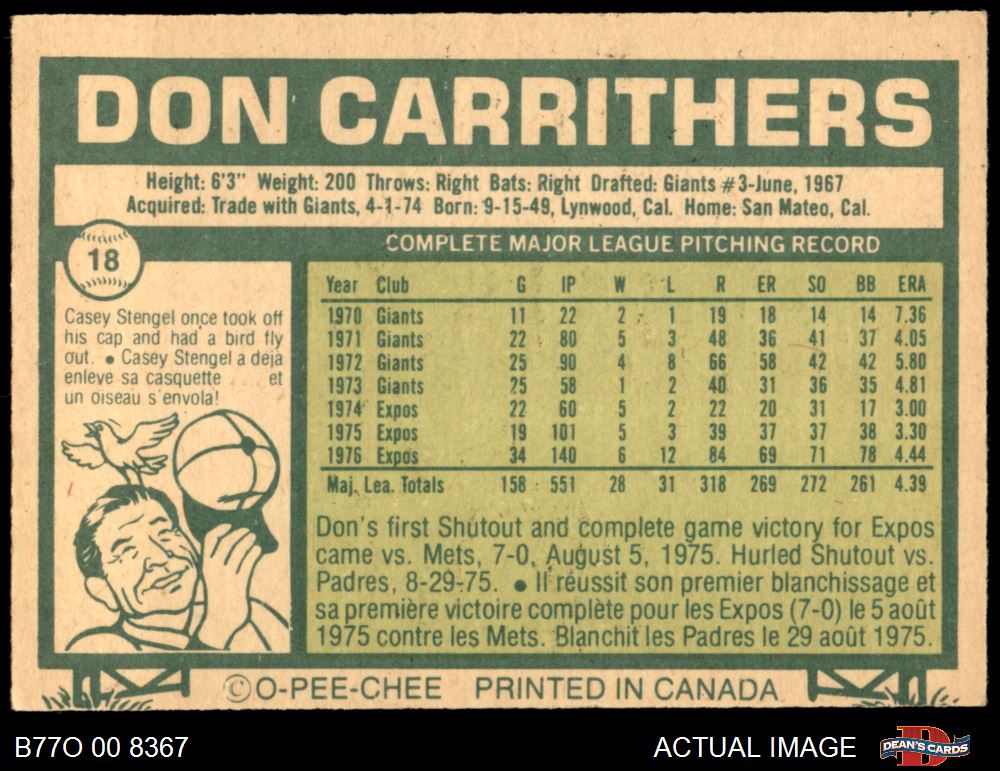 DON CARRITHERS
Height: 6'3" Weight: 200 Throws: Right Bats: Right Drafted: Giants #3-June, 1967
Acquired: Trade with Giants, 4-1-74 Born: 9-15-49, Lynwood, Cal. Home: San Mateo, Cal.
18
COMPLETE MAJOR LEAGUE PITCHING RECORD
Casey Stengel once took off
his cap and had a bird fly
out. ● Casey Stengel a deja
enleve sa casquette . . . et
un oiseau s'envola!
Year Club G IP W L R ER SO BB ERA
1970 Giants 11 22 2 1 19 18 14 14 7.36
1971 Giants 22 80 5 3 48 36 41 37 4.05
1972 Giants 25 90 4 8 66 58 42 42 5.80
1973 Giants 25 58 1 2 40 31 36 35 4.81
1974 Expos 22 60 5 2 22 20 31 17 3.00
1975 Expos 19 101 5 3 39 37 37 38 3.30
1976 Expos 34 140 6 12 84 69 71 78 4.44
Maj. Lea. Totals 158 551 28 31 318 269 272 261 4.39
Don's first Shutout and complete game victory for Expos
came vs. Mets, 7-0, August 5, 1975. Hurled Shutout vs.
Padres, 8-29-75. ● Il réussit son premier blanchissage et
sa première victoire complète pour les Expos (7-0) le 5 août
1975 contre les Mets. Blanchit les Padres le 29 août 1975.
© O-PEE-CHEE PRINTED IN CANADA
B77O 00 8367
ACTUAL IMAGE
DEAN'S CARDS